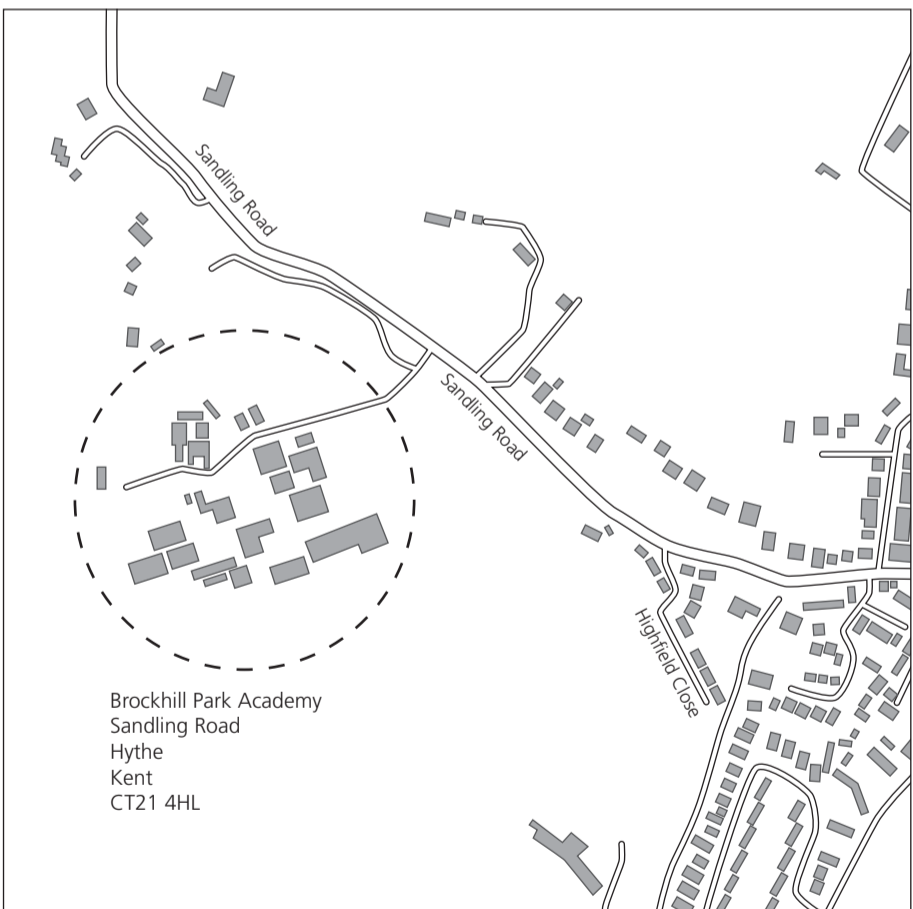 Sandling Road
Sandling Road
Highfield Close
Brockhill Park Academy
Sandling Road
Hythe
Kent
CT21 4HL